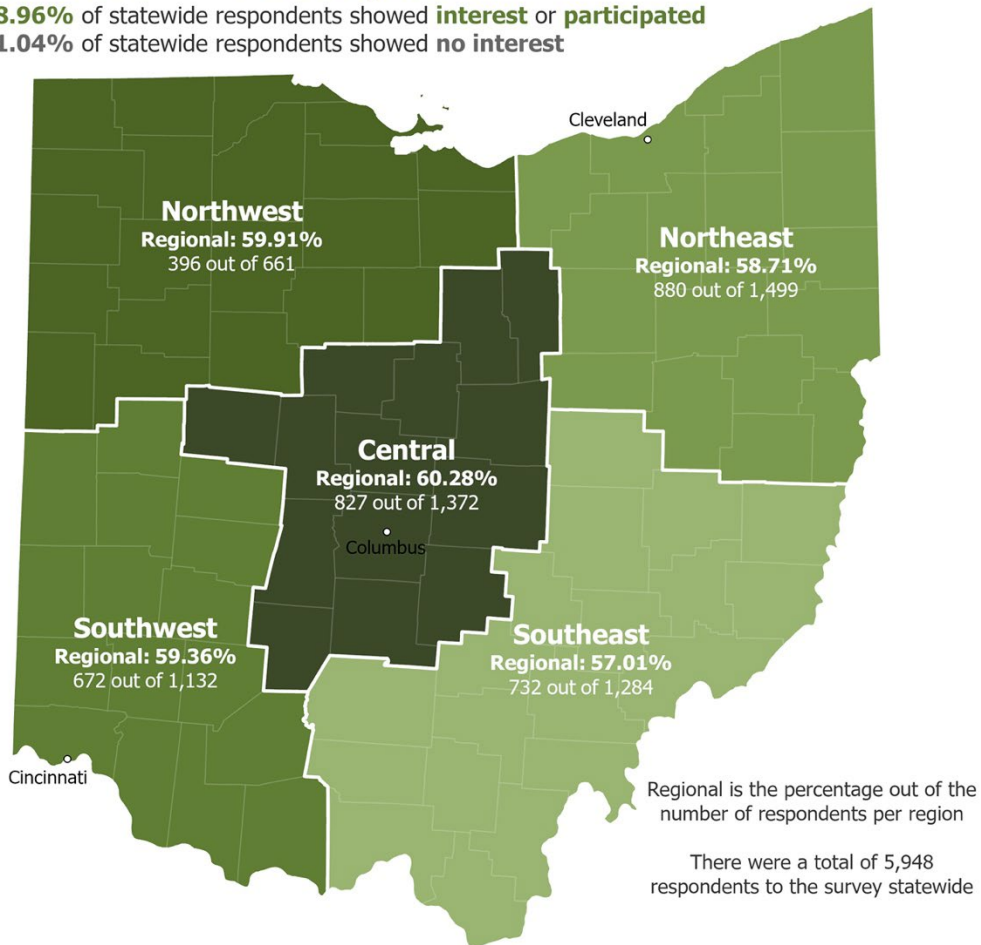 8.96% of statewide respondents showed interest or participated
1.04% of statewide respondents showed no interest
Cleveland
Northwest
Regional: 59.91%
396 out of 661
Northeast
Regional: 58.71%
880 out of 1,499
Central
Regional: 60.28%
827 out of 1,372
Columbus
Southwest
Regional: 59.36%
672 out of 1,132
Southeast
Regional: 57.01%
732 out of 1,284
Cincinnati
Regional is the percentage out of the
number of respondents per region
There were a total of 5,948
respondents to the survey statewide